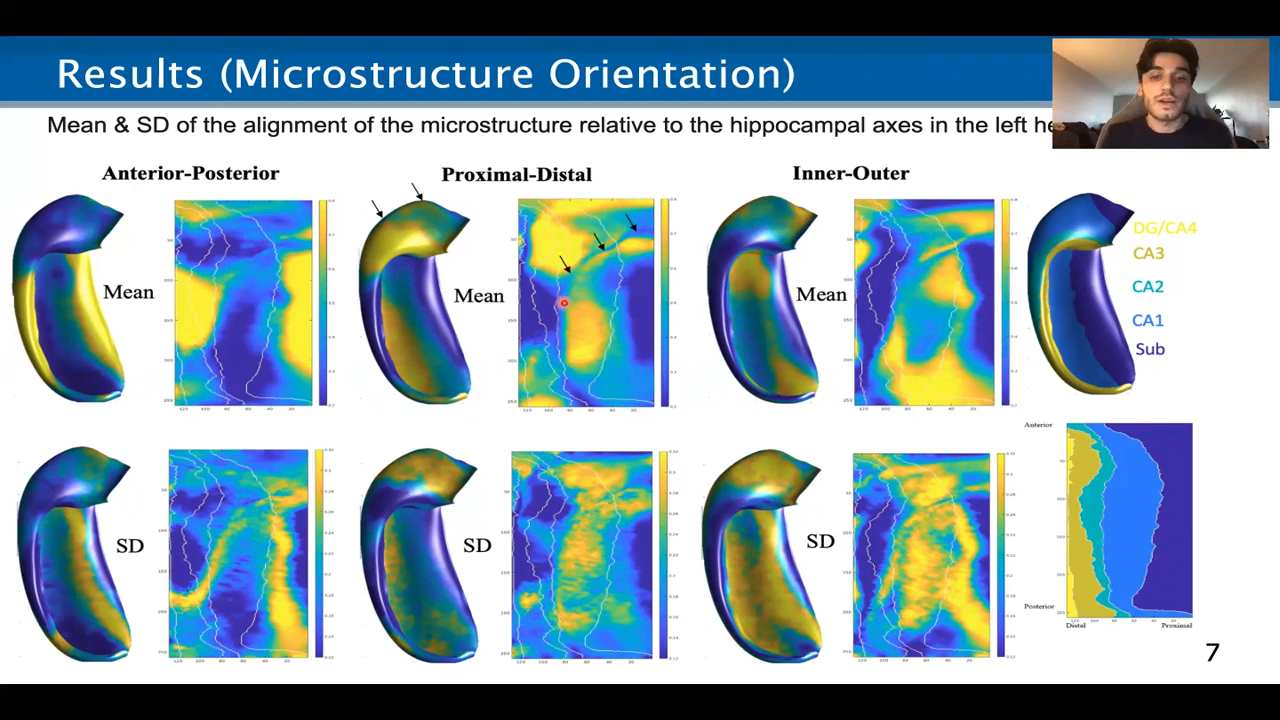 Results (Microstructure Orientation)
Mean & SD of the alignment of the microstructure relative to the hippocampal axes in the left he
Anterior-Posterior
Proximal-Distal
Inner-Outer
Mean
Mean
Mean
DG/CA4
CA3
CA2
CA1
Sub
SD
SD
SD
Anterior
Posterior
Distal
Proximal
7